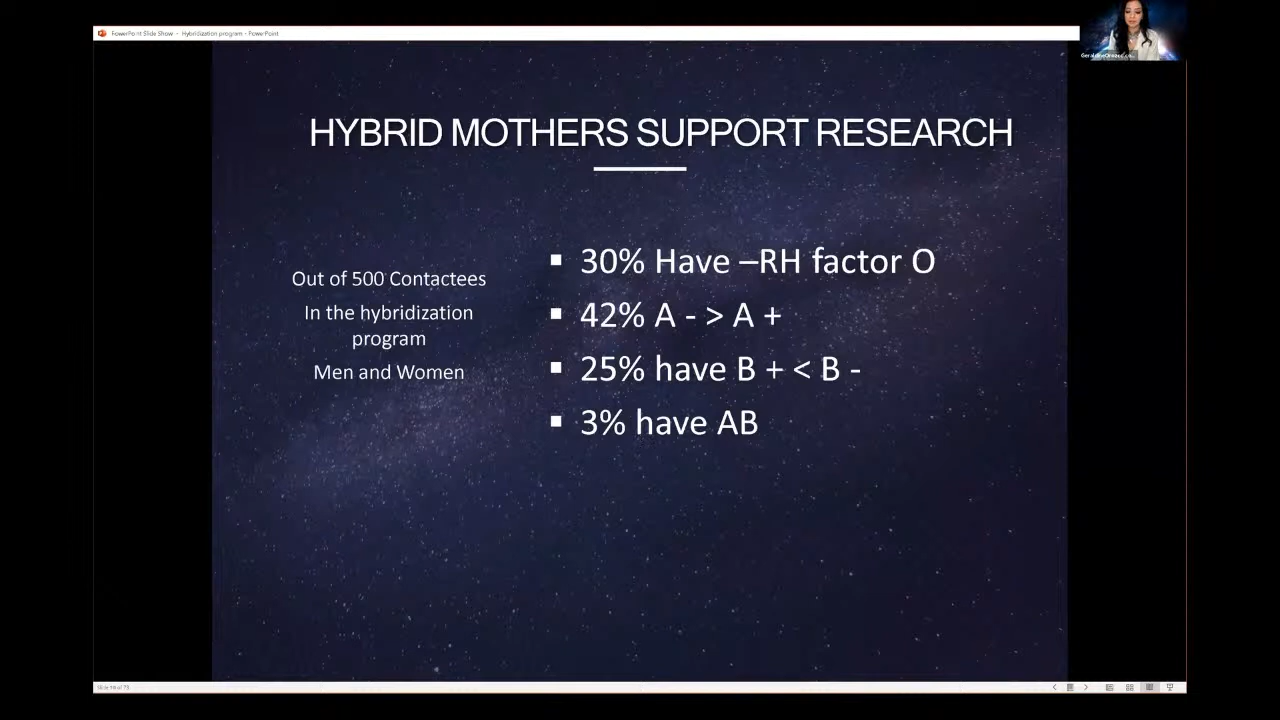 PowerPoint Slide Show - Hybridization program - PowerPoint
HYBRID MOTHERS SUPPORT RESEARCH
Out of 500 Contactees
In the hybridization
program
Men and Women
▪ 30% Have –RH factor O
▪ 42% A - > A +
▪ 25% have B + < B -
▪ 3% have AB